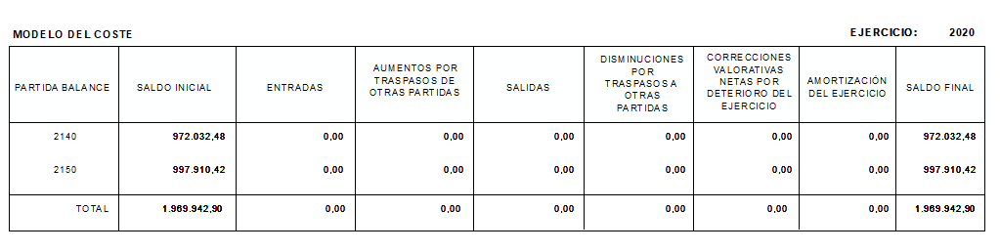 MODELO DEL COSTE EJERCICIO: 2020
PARTIDA BALANCE SALDO INICIAL ENTRADAS AUMENTOS POR TRASPASOS DE OTRAS PARTIDAS SALIDAS DISMINUCIONES POR TRASPASOS A OTRAS PARTIDAS CORRECCIONES VALORATIVAS NETAS POR DETERIORO DEL EJERCICIO AMORTIZACIÓN DEL EJERCICIO SALDO FINAL
2140 972.032,48 0,00 0,00 0,00 0,00 0,00 0,00 972.032,48
2150 997.910,42 0,00 0,00 0,00 0,00 0,00 0,00 997.910,42
TOTAL 1.969.942,90 0,00 0,00 0,00 0,00 0,00 0,00 1.969.942,90